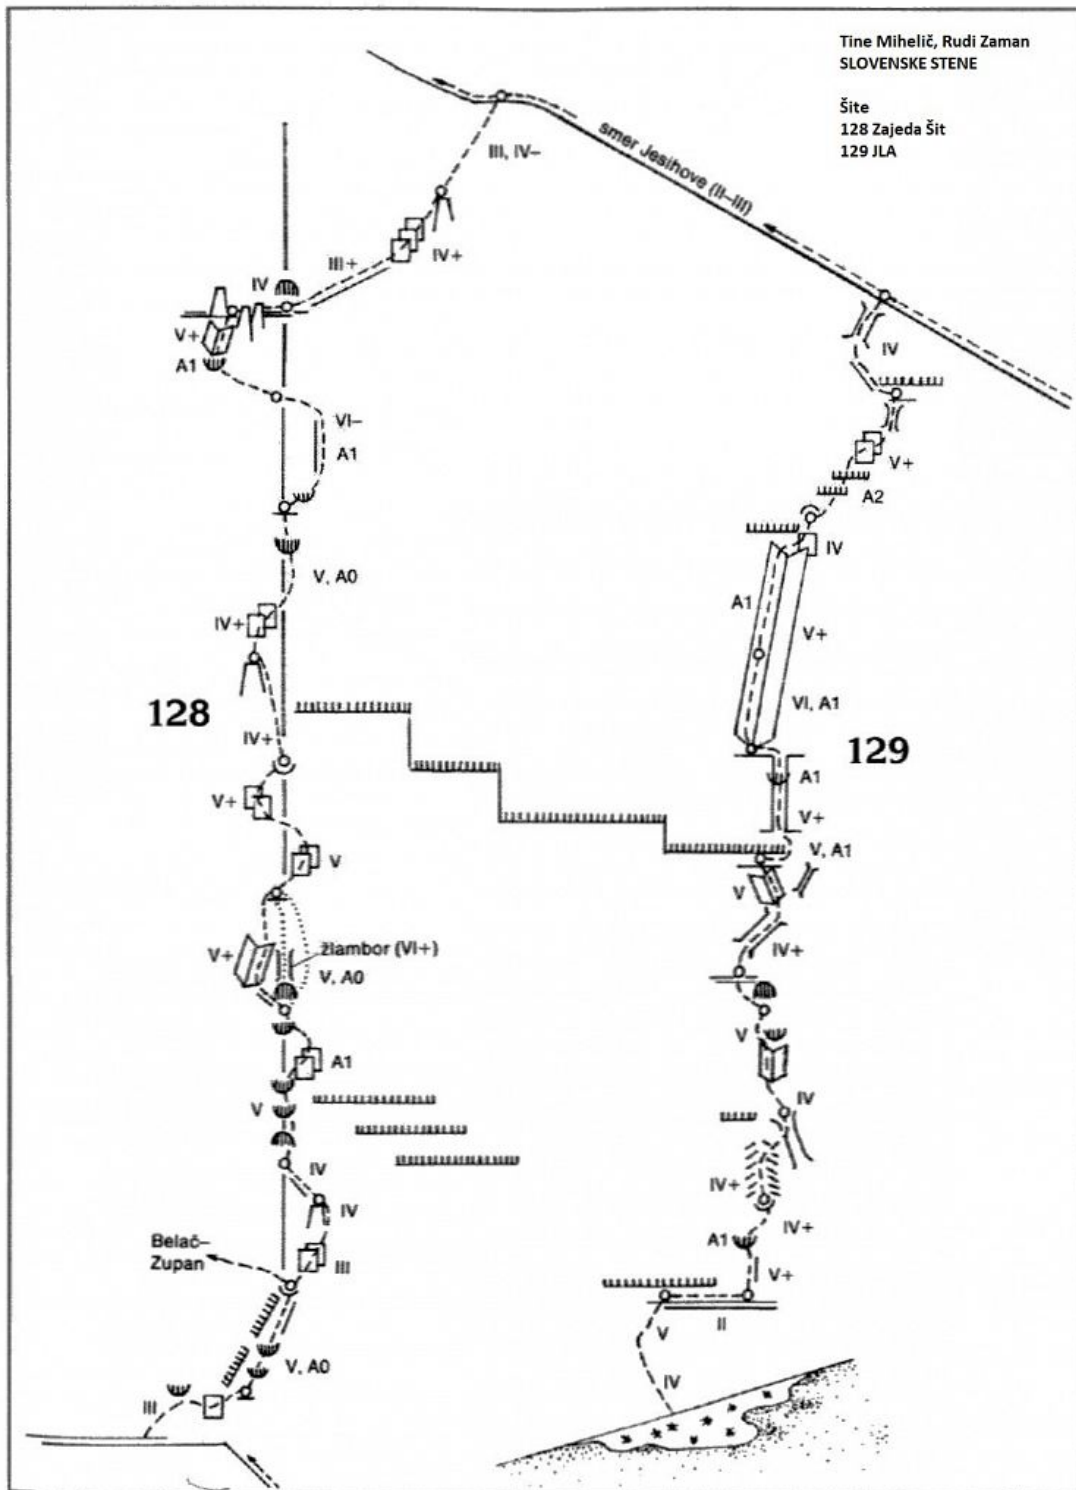 Tine Mihelič, Rudi Zaman
SLOVENSKE STENE
Šite
128 Zajeda Šit
129 JLA
smer Jesihove (II–III)
III, IV–
IV+
III+
IV
V+
A1
VI–
A1
V, A0
IV+
128
IV+
V+
V
žlambor (VI+)
V+
V, A0
A1
V
IV
IV
Belač–
Zupan
III
V, A0
III
IV
V+
A2
IV
A1
V+
VI, A1
129
A1
V+
V, A1
V
IV+
V
IV
IV+
IV+
A1
V+
II
V
IV